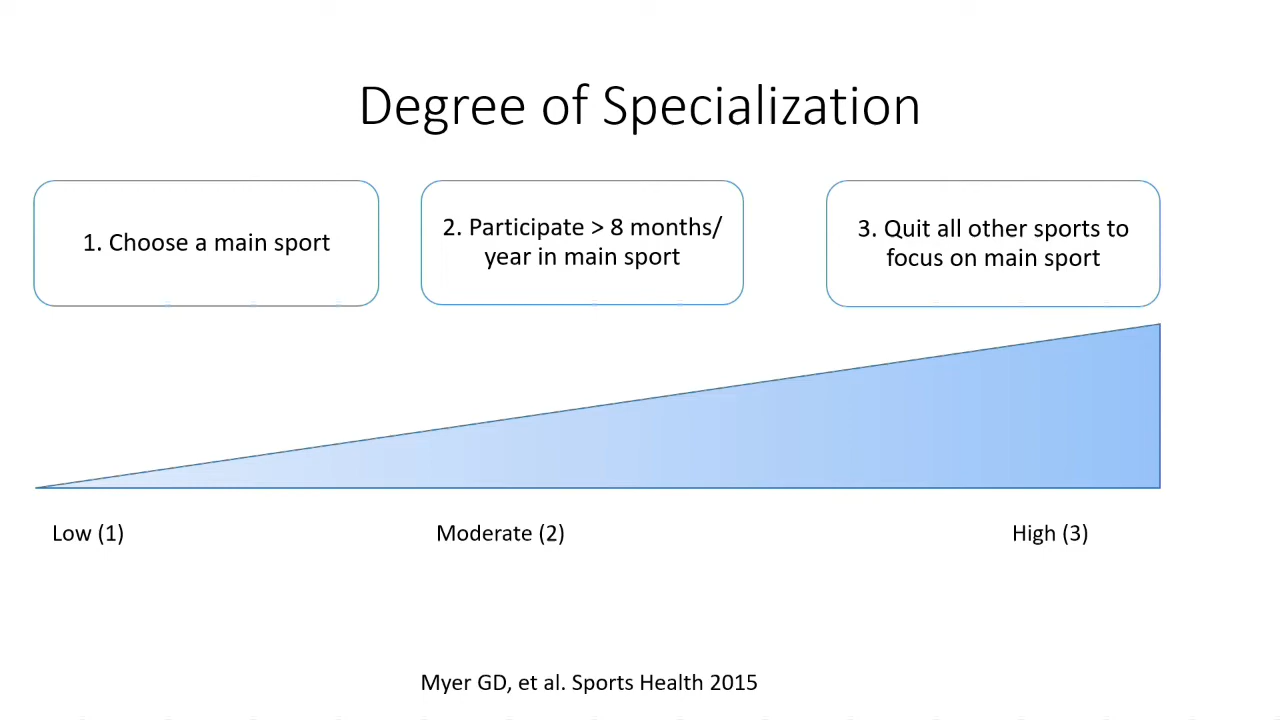 Degree of Specialization
1. Choose a main sport
2. Participate > 8 months/
year in main sport
3. Quit all other sports to
focus on main sport
Low (1)
Moderate (2)
High (3)
Myer GD, et al. Sports Health 2015